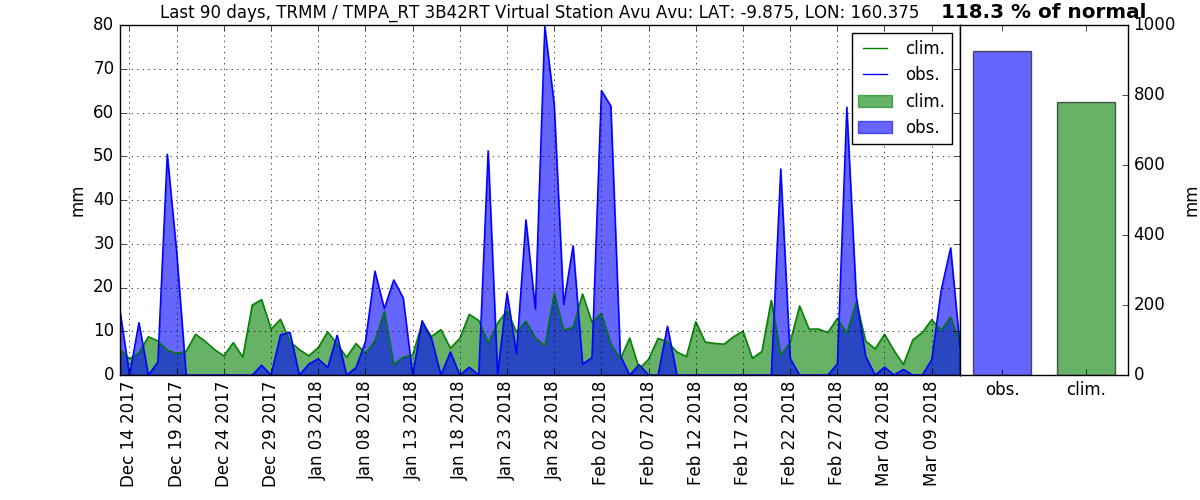 Last 90 days, TRMM / TMPA_RT 3B42RT Virtual Station Avu Avu: LAT: -9.875, LON: 160.375
118.3 % of normal
80
70
60
50
40
30
20
10
0
mm
clim.
obs.
clim.
obs.
1000
800
600
400
200
0
mm
Dec 14 2017
Dec 19 2017
Dec 24 2017
Dec 29 2017
Jan 03 2018
Jan 08 2018
Jan 13 2018
Jan 18 2018
Jan 23 2018
Jan 28 2018
Feb 02 2018
Feb 07 2018
Feb 12 2018
Feb 17 2018
Feb 22 2018
Feb 27 2018
Mar 04 2018
Mar 09 2018
obs.
clim.